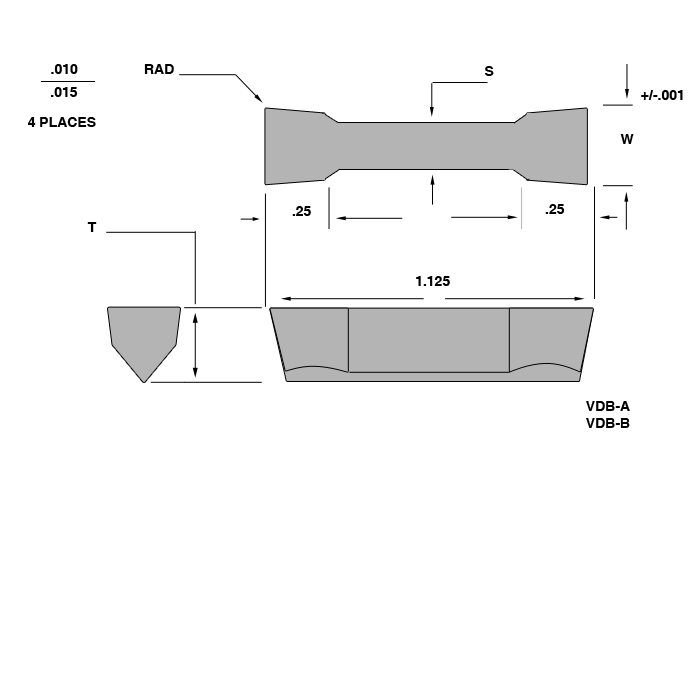 .010
.015
4 PLACES
RAD
S
+/-.001
W
.25
.25
T
1.125
VDB-A
VDB-B